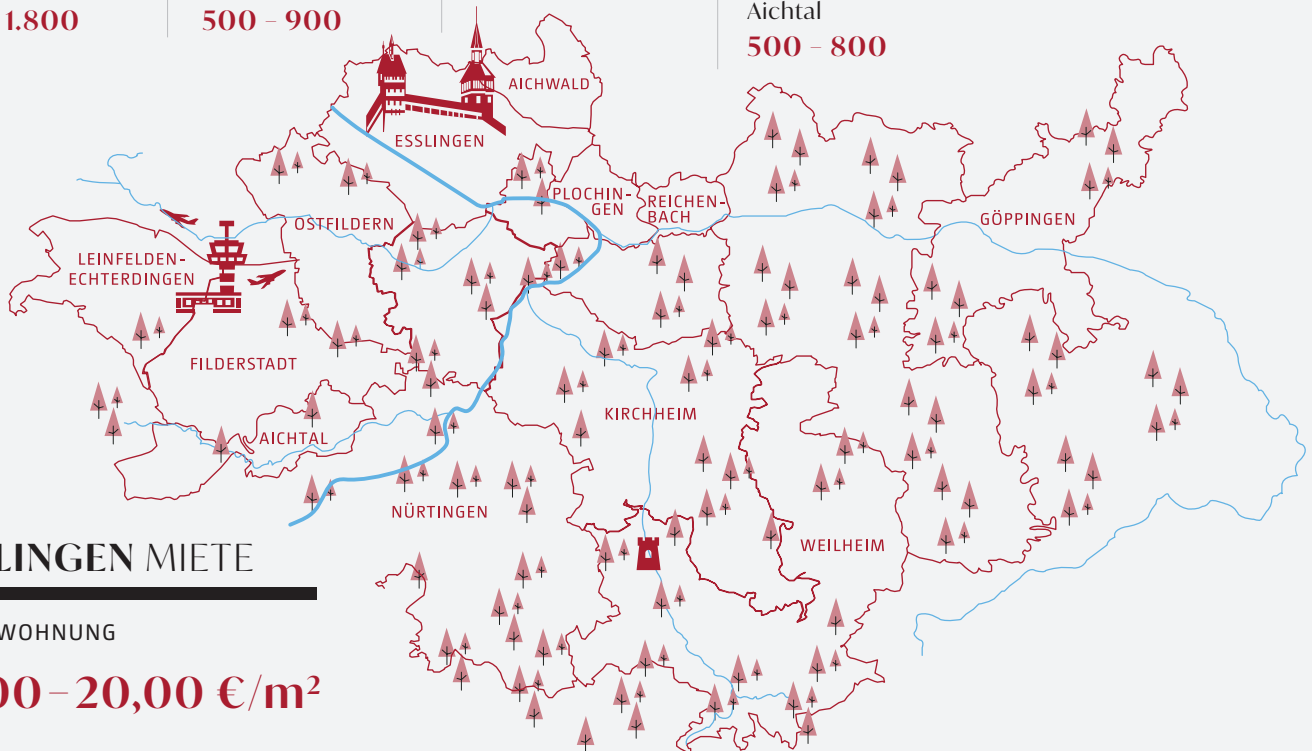 1.800
500 – 900
Aichtal
500 – 800
AICHWALD
ESSLINGEN
PLOCHIN-
GEN
REICHEN-
BACH
GÖPPINGEN
OSTFILDERN
LEINFELDEN-
ECHTERDINGEN
FILDERSTADT
KIRCHHEIM
AICHTAL
NÜRTINGEN
WEILHEIM
LINGEN MIETE
WOHNUNG
00 – 20,00 €/m²